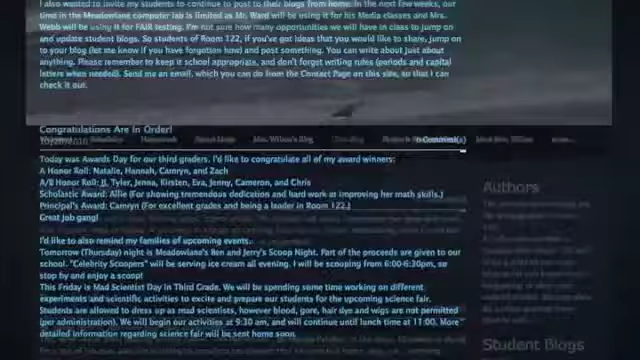 I also wanted to invite my students to continue to post to their blogs from home. In the next few weeks, our
time in the Meadowlane computer lab is limited as Mr. Ward will be using it for his Media classes and Mrs.
Webb will be using it for FAIR testing. I'm not sure how many opportunities we will have in class to jump on
and update student blogs. So students of Room 122, if you've got ideas that you would like to share, jump on
to your blog (let me know if you have forgotten how) and post something. You can write about just about
anything. Please remember to keep it school appropriate, and don't forget writing rules (periods and capital
letters when needed). Send me an email, which you can do from the Contact Page on this site, so that I can
check it out.
Congratulations Are In Order!
0 Comment(s)
Today was Awards Day for our third graders. I'd like to congratulate all of my award winners:
A Honor Roll: Natalie, Hannah, Camryn, and Zach
A/B Honor Roll: JJ, Tyler, Jenna, Kirsten, Eva, Jenny, Cameron, and Chris
Scholastic Award: Allie (For showing tremendous dedication and hard work at improving her math skills.)
Principal's Award: Camryn (For excellent grades and being a leader in Room 122.)
Great job gang!
I'd like to also remind my families of upcoming events.
Tomorrow (Thursday) night is Meadowlane's Ben and Jerry's Scoop Night. Part of the proceeds are given to our
school. "Celebrity Scoopers" will be serving ice cream all evening. I will be scooping from 6:00-6:30pm, so
stop by and enjoy a scoop!
This Friday is Mad Scientist Day in Third Grade. We will be spending some time working on different
experiments and scientific activities to excite and prepare our students for the upcoming science fair.
Students are allowed to dress up as mad scientists, however blood, gore, hair dye and wigs are not permitted
(per administration). We will begin our activities at 9:30 am, and will continue until lunch time at 11:00. More
detailed information regarding science fair will be sent home soon.
Authors
Student Blogs